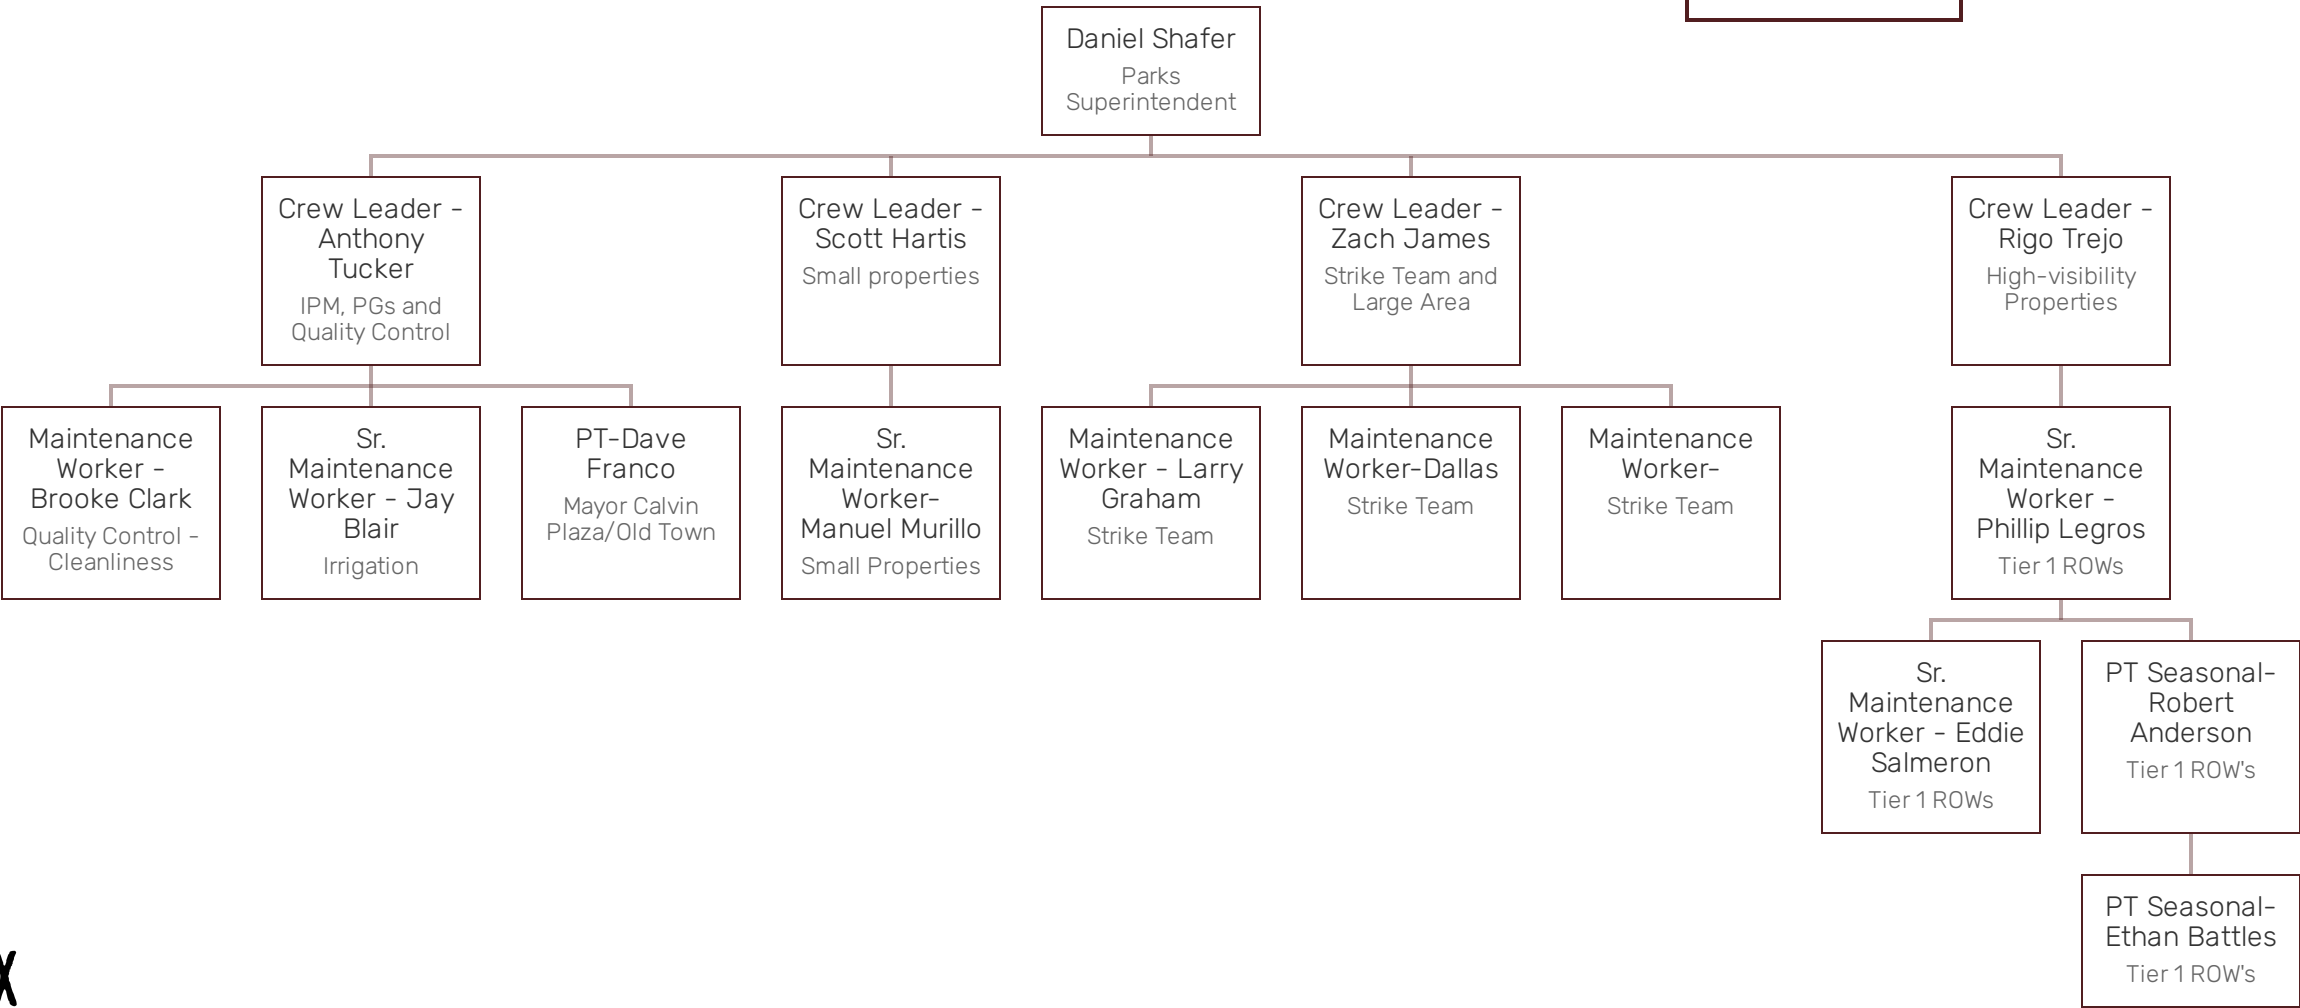 Daniel Shafer
Parks
Superintendent
Crew Leader -
Anthony
Tucker
IPM, PGs and
Quality Control
Crew Leader -
Scott Hartis
Small properties
Crew Leader -
Zach James
Strike Team and
Large Area
Crew Leader -
Rigo Trejo
High-visibility
Properties
Maintenance
Worker -
Brooke Clark
Quality Control -
Cleanliness
Sr.
Maintenance
Worker - Jay
Blair
Irrigation
PT-Dave
Franco
Mayor Calvin
Plaza/Old Town
Sr.
Maintenance
Worker-
Manuel Murillo
Small Properties
Maintenance
Worker - Larry
Graham
Strike Team
Maintenance
Worker-Dallas
Strike Team
Maintenance
Worker-
Strike Team
Sr.
Maintenance
Worker -
Phillip Legros
Tier 1 ROWs
Sr.
Maintenance
Worker - Eddie
Salmeron
Tier 1 ROWs
PT Seasonal-
Robert
Anderson
Tier 1 ROW's
PT Seasonal-
Ethan Battles
Tier 1 ROW's